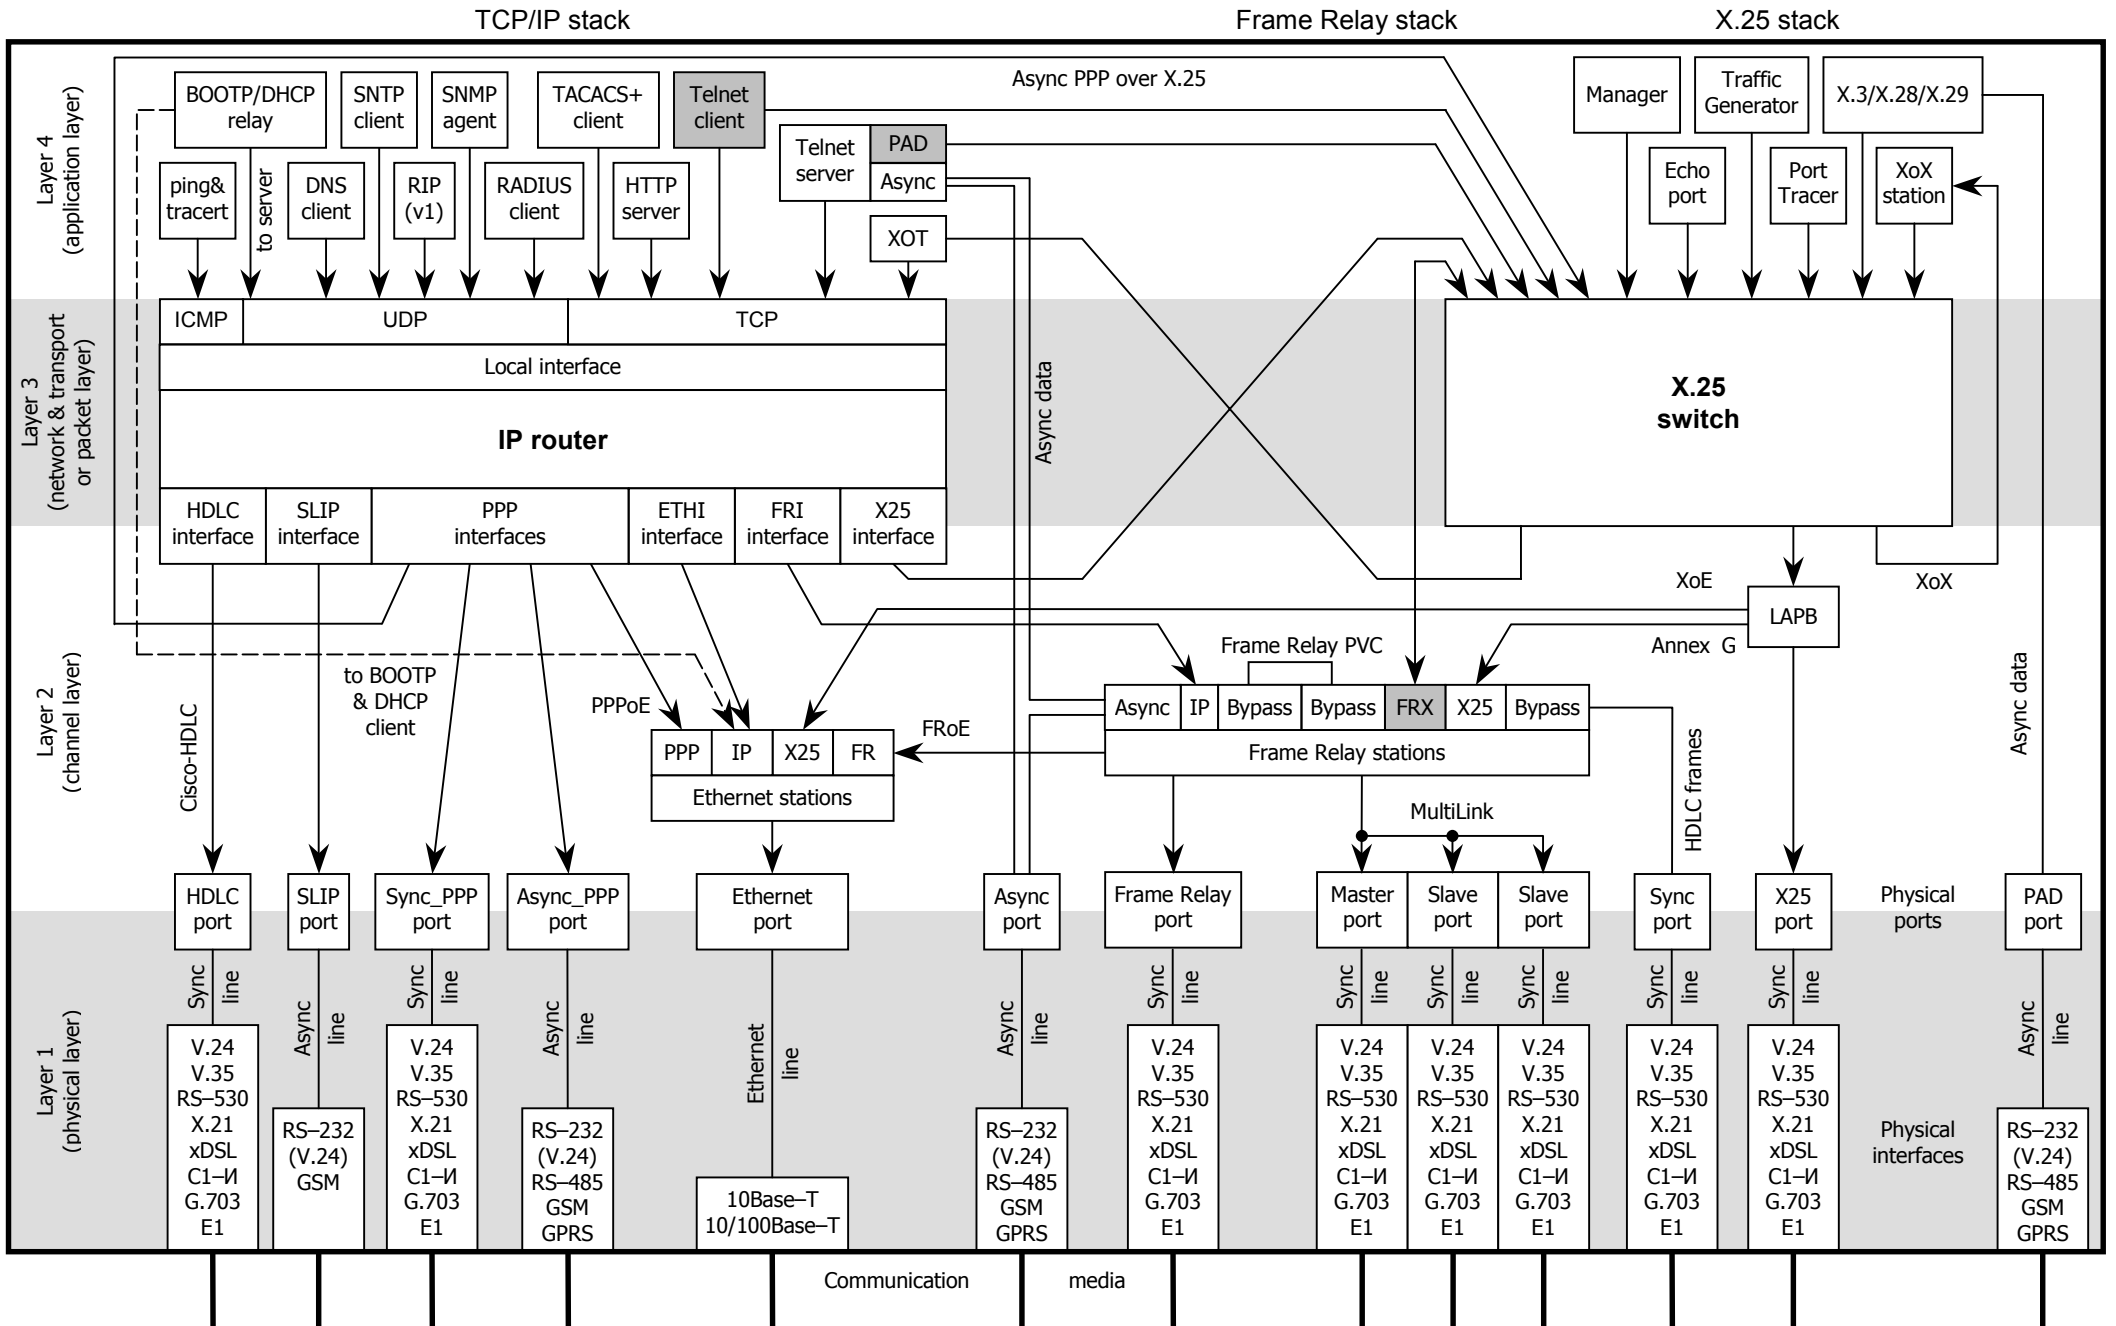 TCP/IP stack
Frame Relay stack
X.25 stack
Layer 4
(application layer)
BOOTP/DHCP
relay
SNTP
client
SNMP
agent
TACACS+
client
Telnet
client
Async PPP over X.25
Manager
Traffic
Generator
X.3/X.28/X.29
Telnet
server
PAD
Async
ping&
tracert
to server
DNS
client
RIP
(v1)
RADIUS
client
HTTP
server
XOT
Echo
port
Port
Tracer
XoX
station
Layer 3
(network & transport
or packet layer)
ICMP
UDP
TCP
Local interface
IP router
Async data
X.25
switch
HDLC
interface
SLIP
interface
PPP
interfaces
ETHI
interface
FRI
interface
X25
interface
XoE
XoX
LAPB
Annex G
Layer 2
(channel layer)
Cisco-HDLC
to BOOTP
& DHCP
client
PPPoE
Frame Relay PVC
Async
IP
Bypass
Bypass
FRX
X25
Bypass
Frame Relay stations
FRoE
PPP
IP
X25
FR
Ethernet stations
MultiLink
HDLC frames
Async data
HDLC
port
SLIP
port
Sync_PPP
port
Async_PPP
port
Ethernet
port
Async
port
Frame Relay
port
Master
port
Slave
port
Slave
port
Sync
port
X25
port
Physical
ports
PAD
port
Layer 1
(physical layer)
Sync
line
Async
line
Sync
line
Async
line
Ethernet
line
Async
line
Sync
line
Sync
line
Sync
line
Sync
line
Sync
line
Sync
line
Async
line
V.24
V.35
RS–530
X.21
xDSL
C1–И
G.703
E1
RS–232
(V.24)
GSM
V.24
V.35
RS–530
X.21
xDSL
C1–И
G.703
E1
RS–232
(V.24)
RS–485
GSM
GPRS
10Base–T
10/100Base–T
RS–232
(V.24)
RS–485
GSM
GPRS
V.24
V.35
RS–530
X.21
xDSL
C1–И
G.703
E1
V.24
V.35
RS–530
X.21
xDSL
C1–И
G.703
E1
V.24
V.35
RS–530
X.21
xDSL
C1–И
G.703
E1
V.24
V.35
RS–530
X.21
xDSL
C1–И
G.703
E1
V.24
V.35
RS–530
X.21
xDSL
C1–И
G.703
E1
V.24
V.35
RS–530
X.21
xDSL
C1–И
G.703
E1
Physical
interfaces
RS–232
(V.24)
RS–485
GSM
GPRS
Communication media